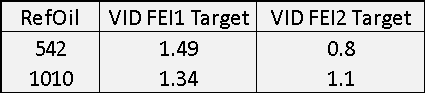 RefOil VID FEI1 Target VID FEI2 Target
542 1.49 0.8
1010 1.34 1.1